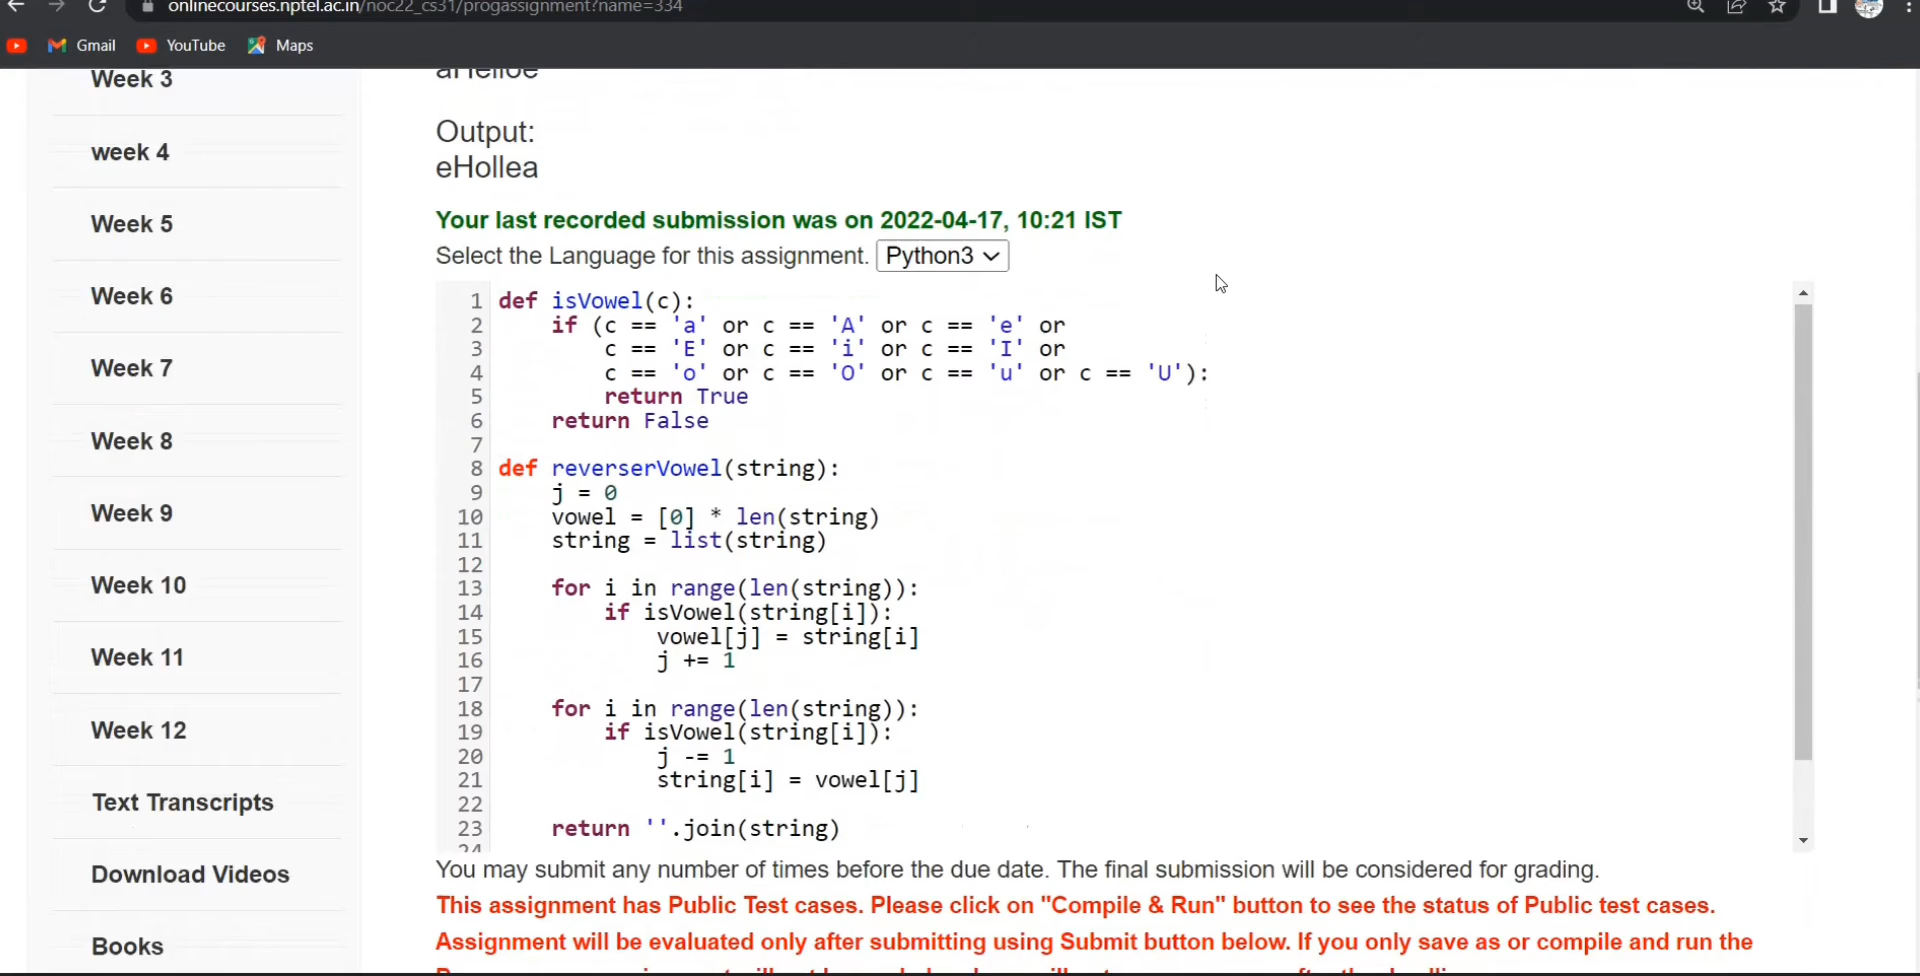 onlinecourses.nptel.ac.in/noc22_cs31/progassignment?name=334
Gmail
YouTube
Maps
Week 3
week 4
Week 5
Week 6
Week 7
Week 8
Week 9
Week 10
Week 11
Week 12
Text Transcripts
Download Videos
Books
aHelloe
Output:
eHollea
Your last recorded submission was on 2022-04-17, 10:21 IST
Select the Language for this assignment. Python3
1 def isVowel(c):
2     if (c == 'a' or c == 'A' or c == 'e' or
3         c == 'E' or c == 'i' or c == 'I' or
4         c == 'o' or c == 'O' or c == 'u' or c == 'U'):
5         return True
6     return False
7
8 def reverserVowel(string):
9     j = 0
10     vowel = [0] * len(string)
11     string = list(string)
12
13     for i in range(len(string)):
14         if isVowel(string[i]):
15             vowel[j] = string[i]
16             j += 1
17
18     for i in range(len(string)):
19         if isVowel(string[i]):
20             j -= 1
21             string[i] = vowel[j]
22
23     return ''.join(string)
24
You may submit any number of times before the due date. The final submission will be considered for grading.
This assignment has Public Test cases. Please click on "Compile & Run" button to see the status of Public test cases.
Assignment will be evaluated only after submitting using Submit button below. If you only save as or compile and run the